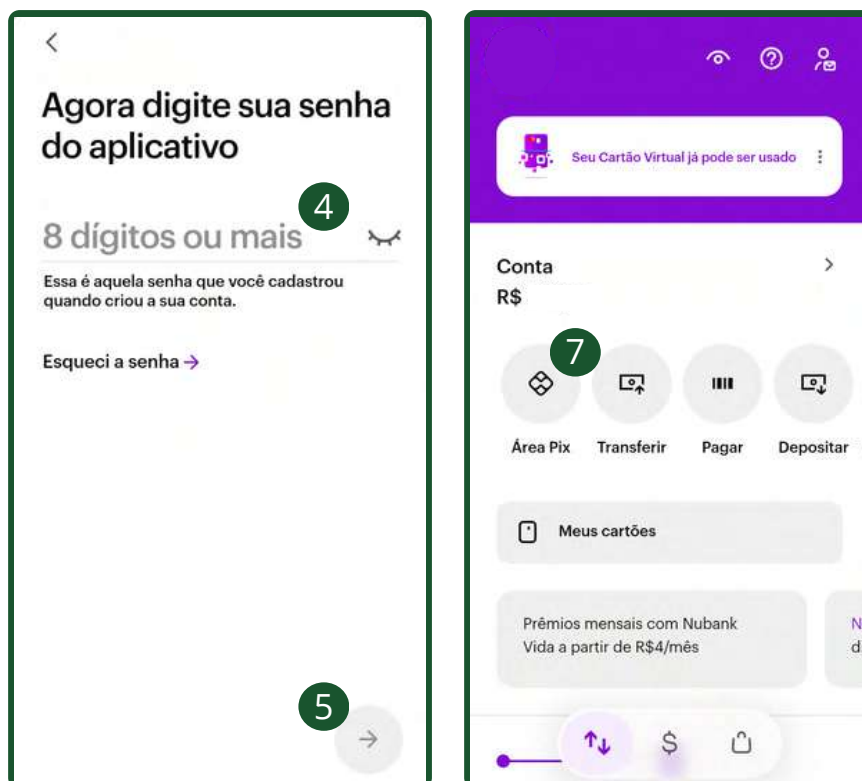 Agora digite sua senha
do aplicativo
4
8 dígitos ou mais
Essa é aquela senha que você cadastrou
quando criou a sua conta.
Esqueci a senha →
5
Seu Cartão Virtual já pode ser usado
Conta
R$
7
Área Pix Transferir Pagar Depositar
Meus cartões
Prêmios mensais com Nubank
Vida a partir de R$4/mês
N
d
$